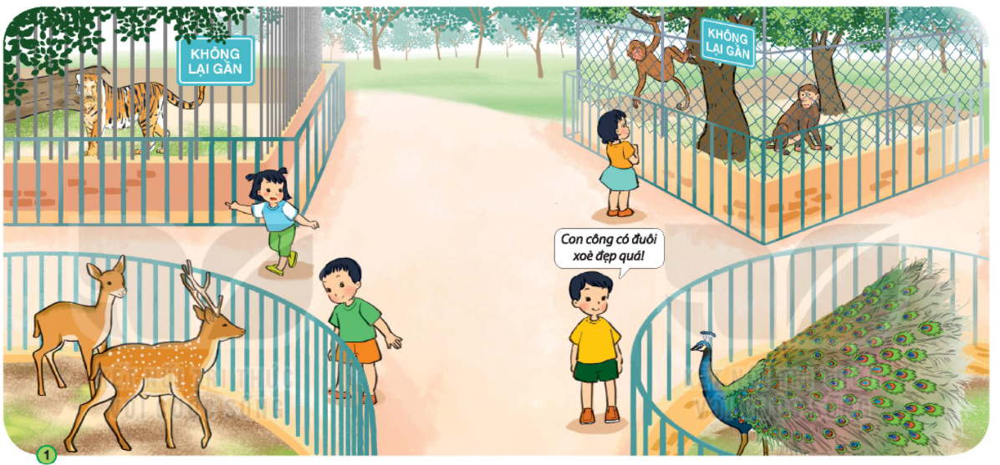 KHÔNG
LẠI GẦN
KHÔNG
LẠI GẦN
Con công có đuôi
xoè đẹp quá!
1